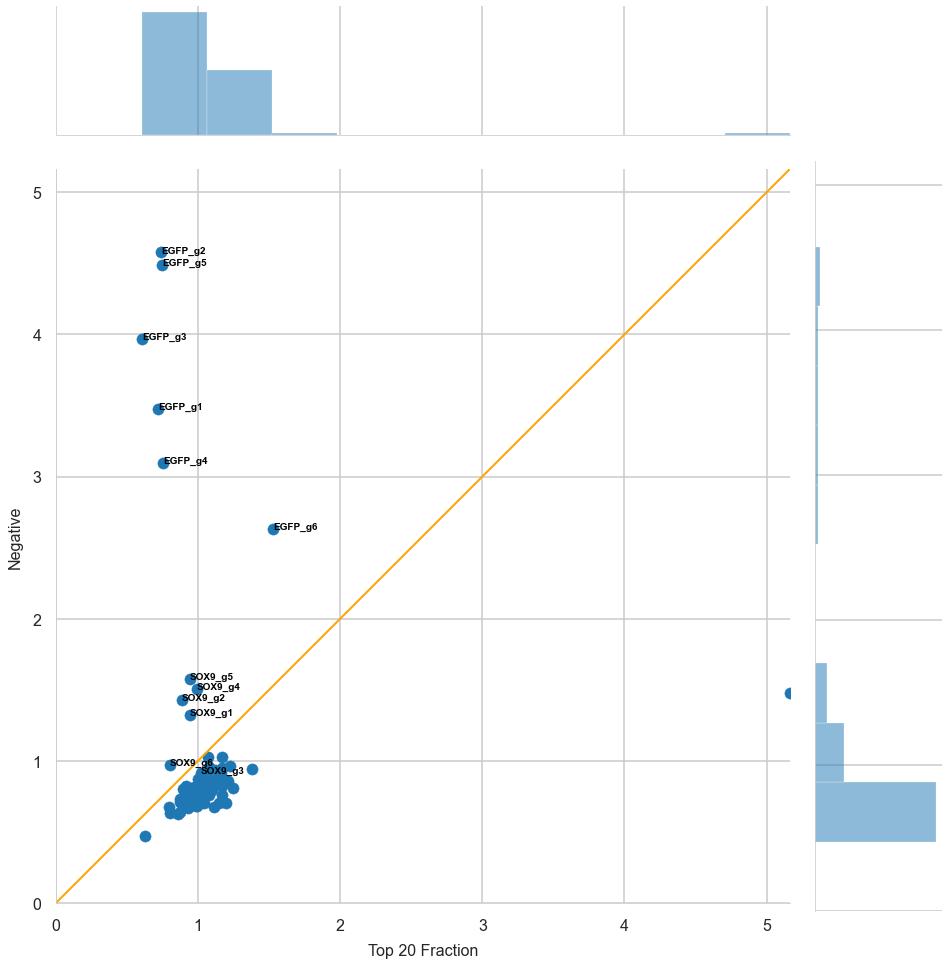 5
EGFP_g2
EGFP_g5
4
EGFP_g3
EGFP_g1
EGFP_g4
3
EGFP_g6
Negative
2
SOX9_g5
SOX9_g4
SOX9_g2
SOX9_g1
1
SOX9_g6
SOX9_g3
0
0 1 2 3 4 5
Top 20 Fraction